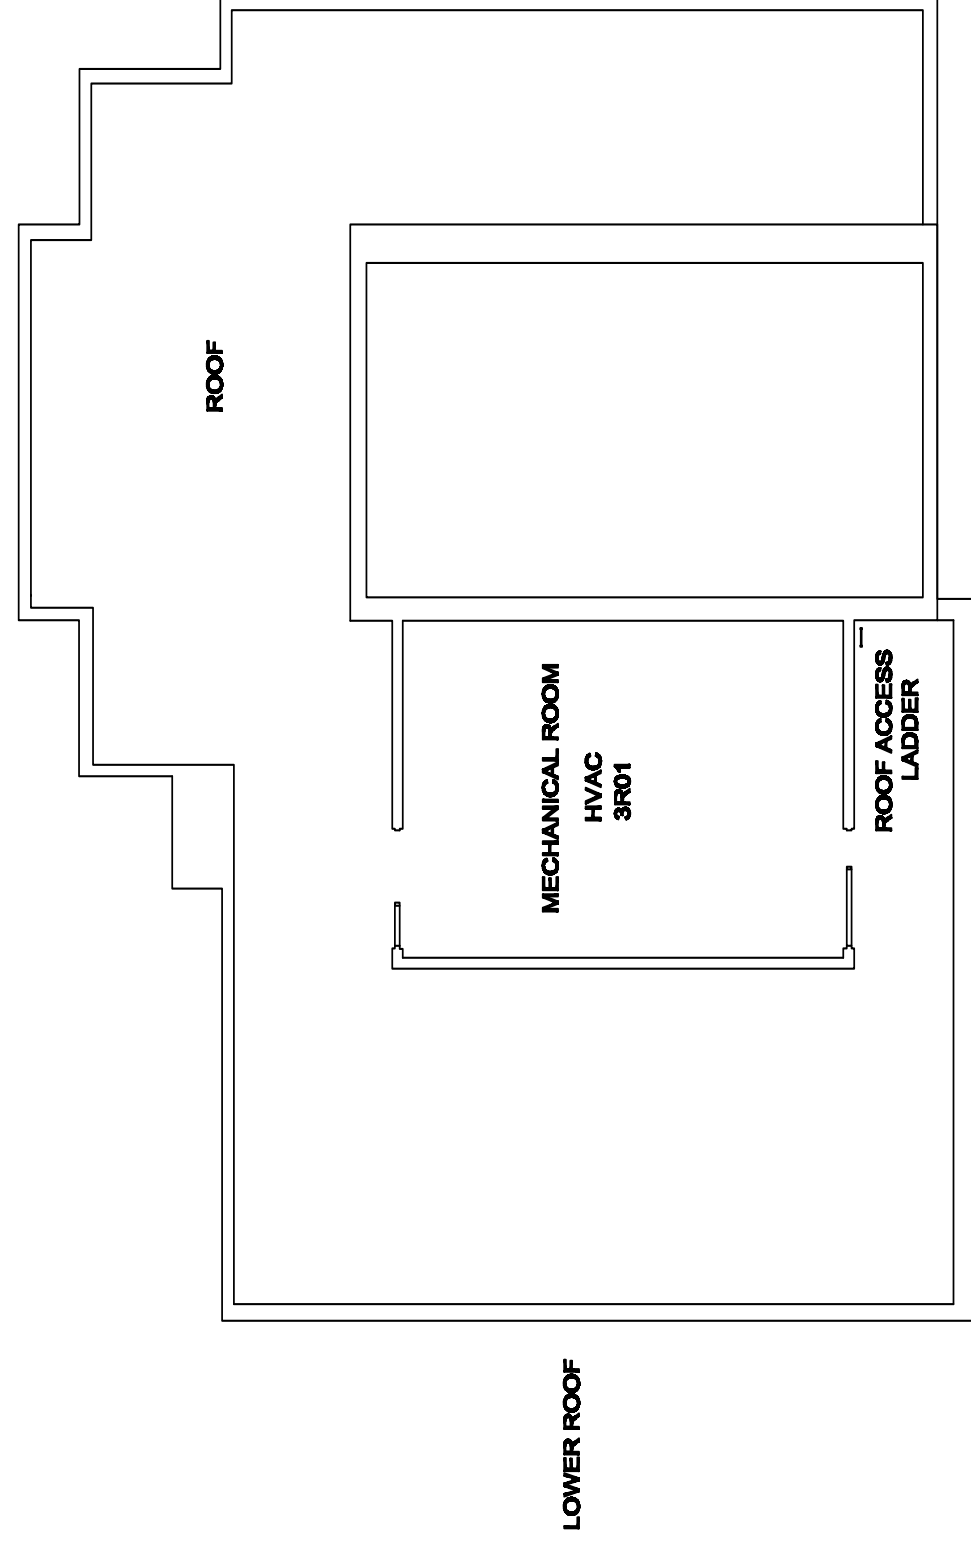 ROOF
MECHANICAL ROOM
HVAC
3R01
ROOF ACCESS
LADDER
LOWER ROOF